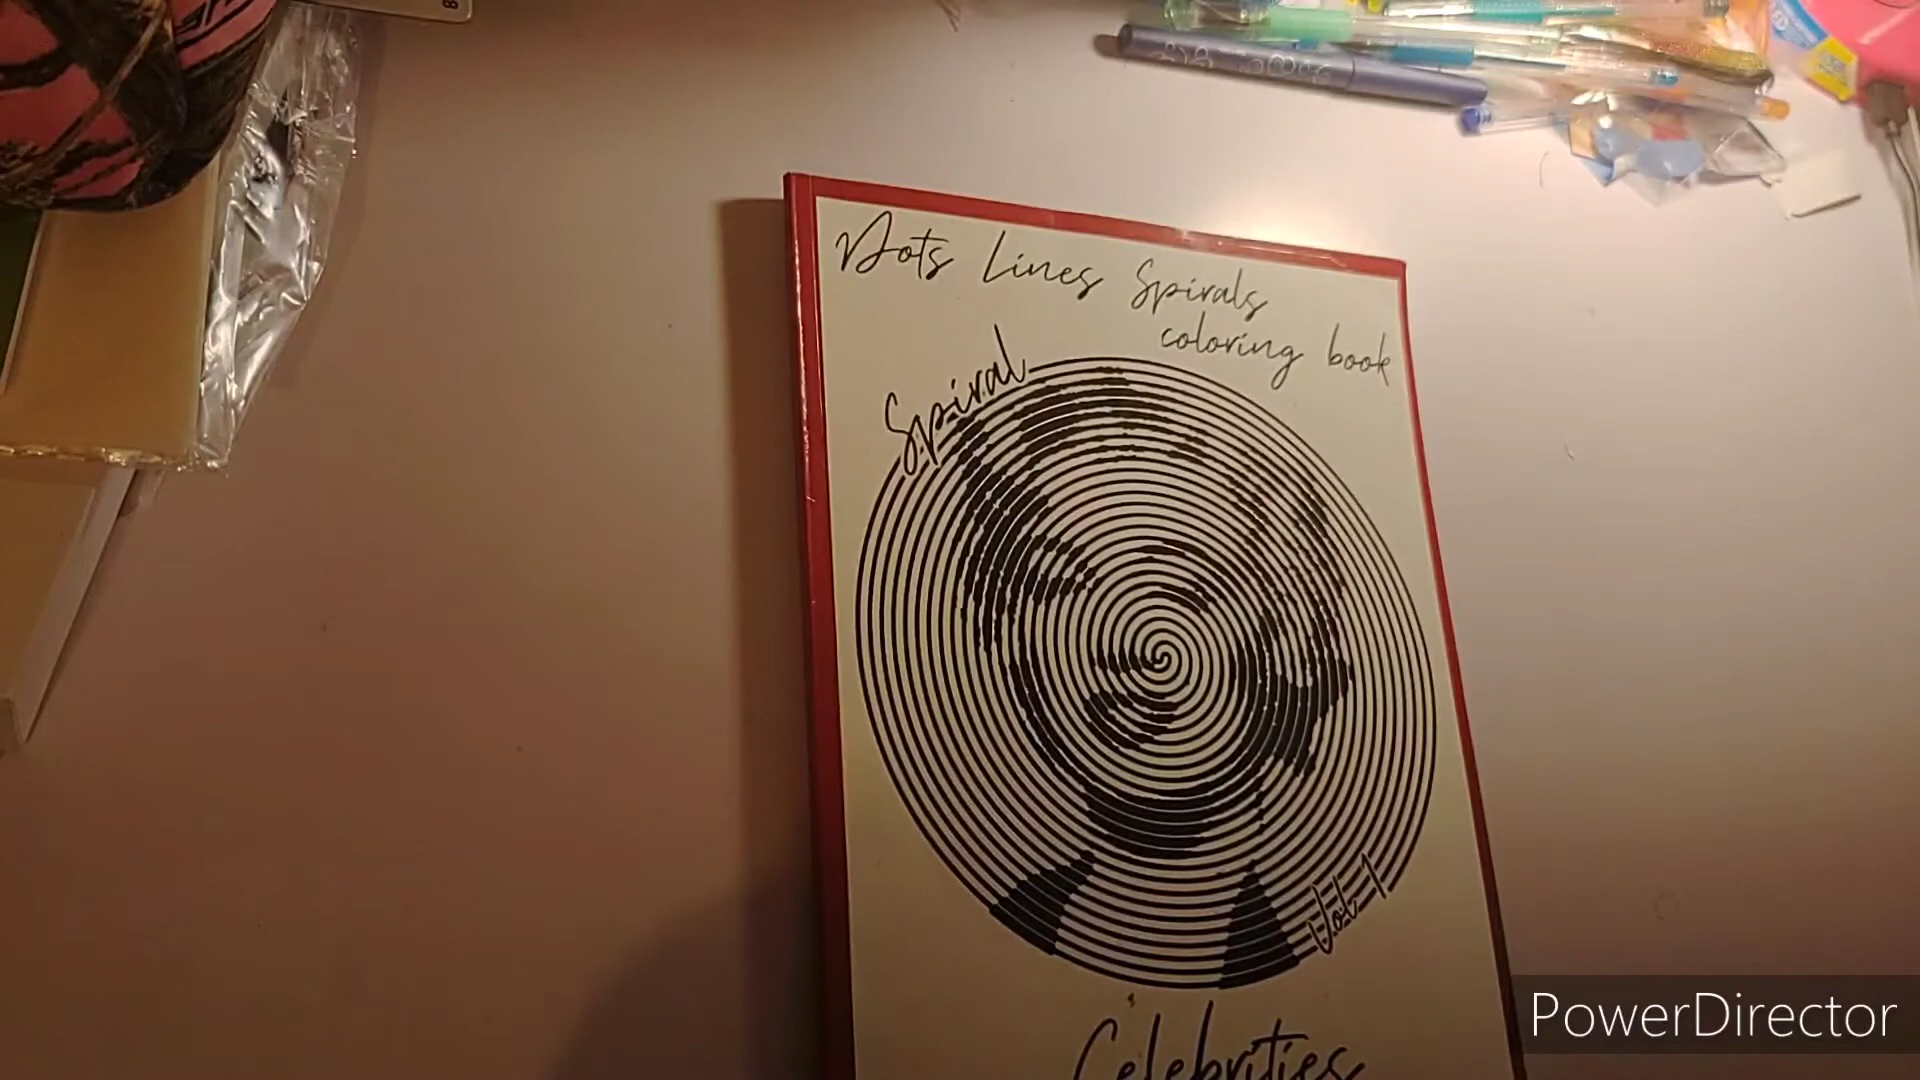 Dots Lines Spirals
coloring book
Spiral
Vol 1
Celebrities
PowerDirector